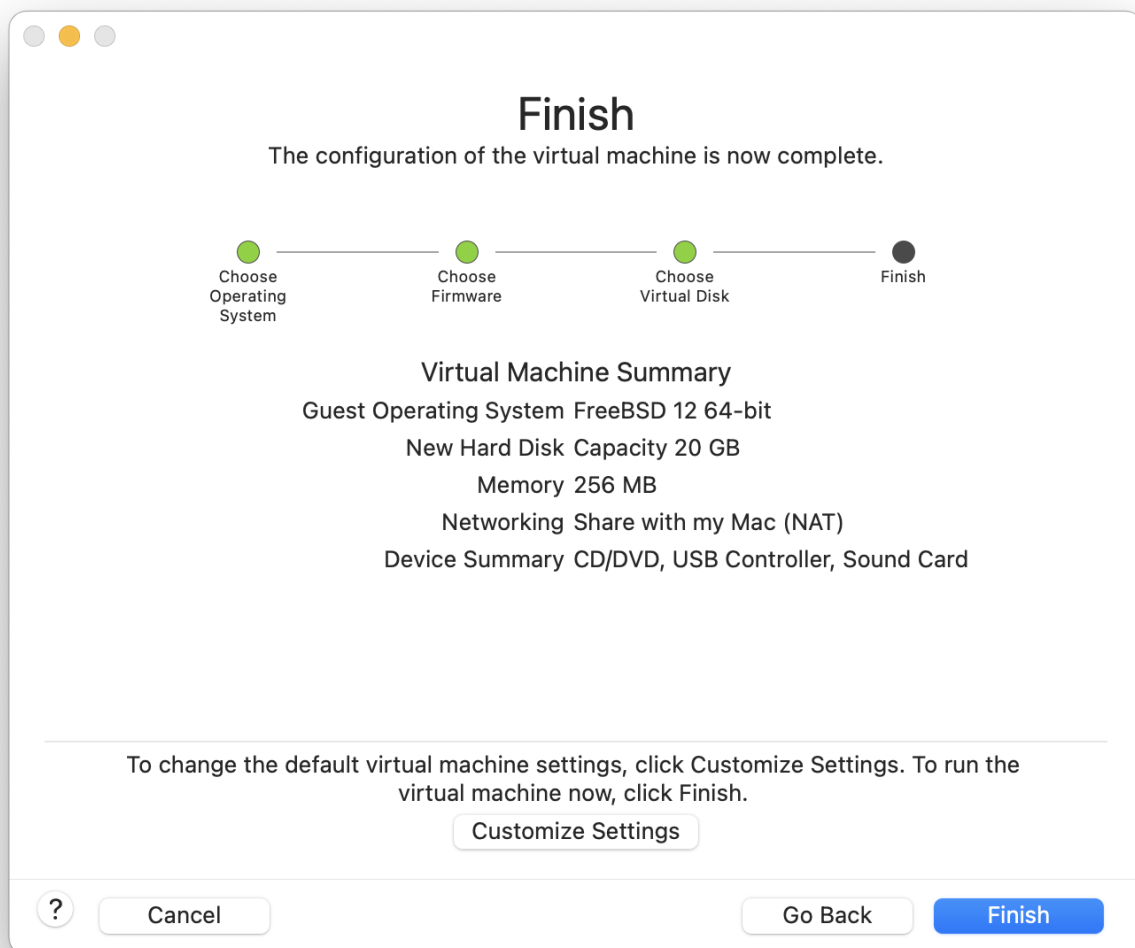 Finish
The configuration of the virtual machine is now complete.
Choose
Operating
System
Choose
Firmware
Choose
Virtual Disk
Finish
Virtual Machine Summary
Guest Operating System FreeBSD 12 64-bit
New Hard Disk Capacity 20 GB
Memory 256 MB
Networking Share with my Mac (NAT)
Device Summary CD/DVD, USB Controller, Sound Card
To change the default virtual machine settings, click Customize Settings. To run the
virtual machine now, click Finish.
Customize Settings
? Cancel Go Back Finish